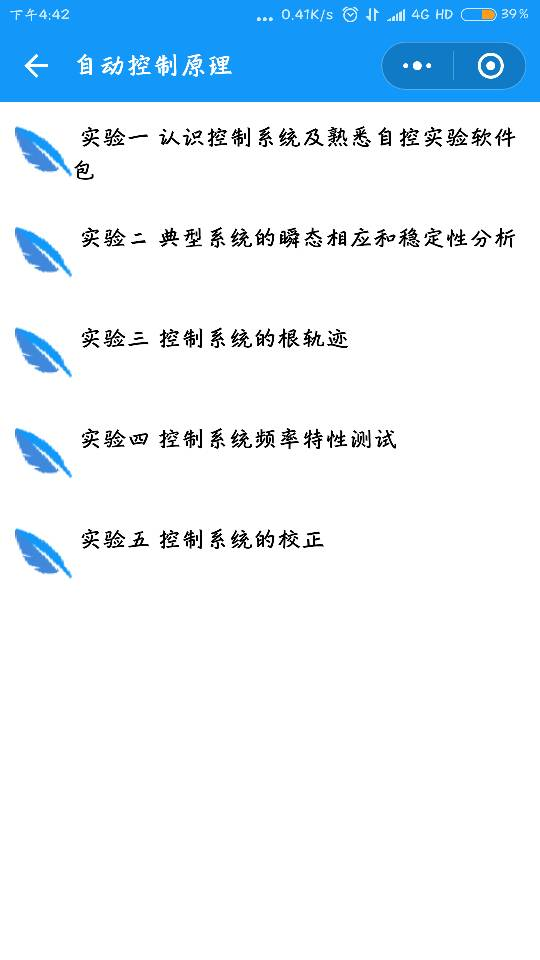 下午4:42 ... 0.41K/s 4G HD 39%
自动控制原理
实验一 认识控制系统及熟悉自控实验软件
包
实验二 典型系统的瞬态相应和稳定性分析
实验三 控制系统的根轨迹
实验四 控制系统频率特性测试
实验五 控制系统的校正